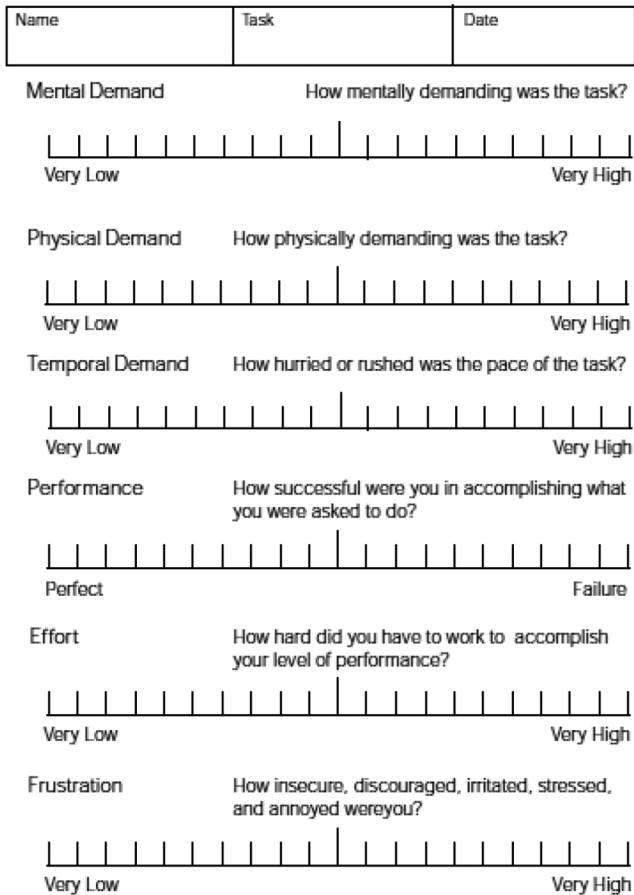 Name Task Date
Mental Demand How mentally demanding was the task?
Very Low Very High
Physical Demand How physically demanding was the task?
Very Low Very High
Temporal Demand How hurried or rushed was the pace of the task?
Very Low Very High
Performance How successful were you in accomplishing what
you were asked to do?
Perfect Failure
Effort How hard did you have to work to accomplish
your level of performance?
Very Low Very High
Frustration How insecure, discouraged, irritated, stressed,
and annoyed wereyou?
Very Low Very High